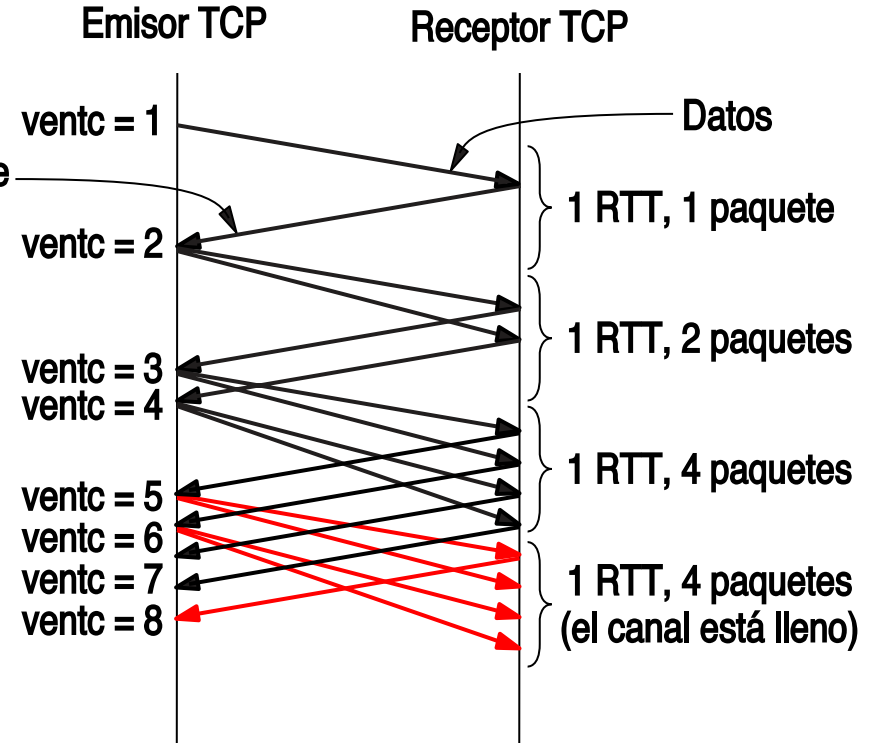 Emisor TCP
Receptor TCP
ventc = 1
Datos
1 RTT, 1 paquete
ventc = 2
1 RTT, 2 paquetes
ventc = 3
ventc = 4
1 RTT, 4 paquetes
ventc = 5
ventc = 6
ventc = 7
ventc = 8
1 RTT, 4 paquetes
(el canal está lleno)